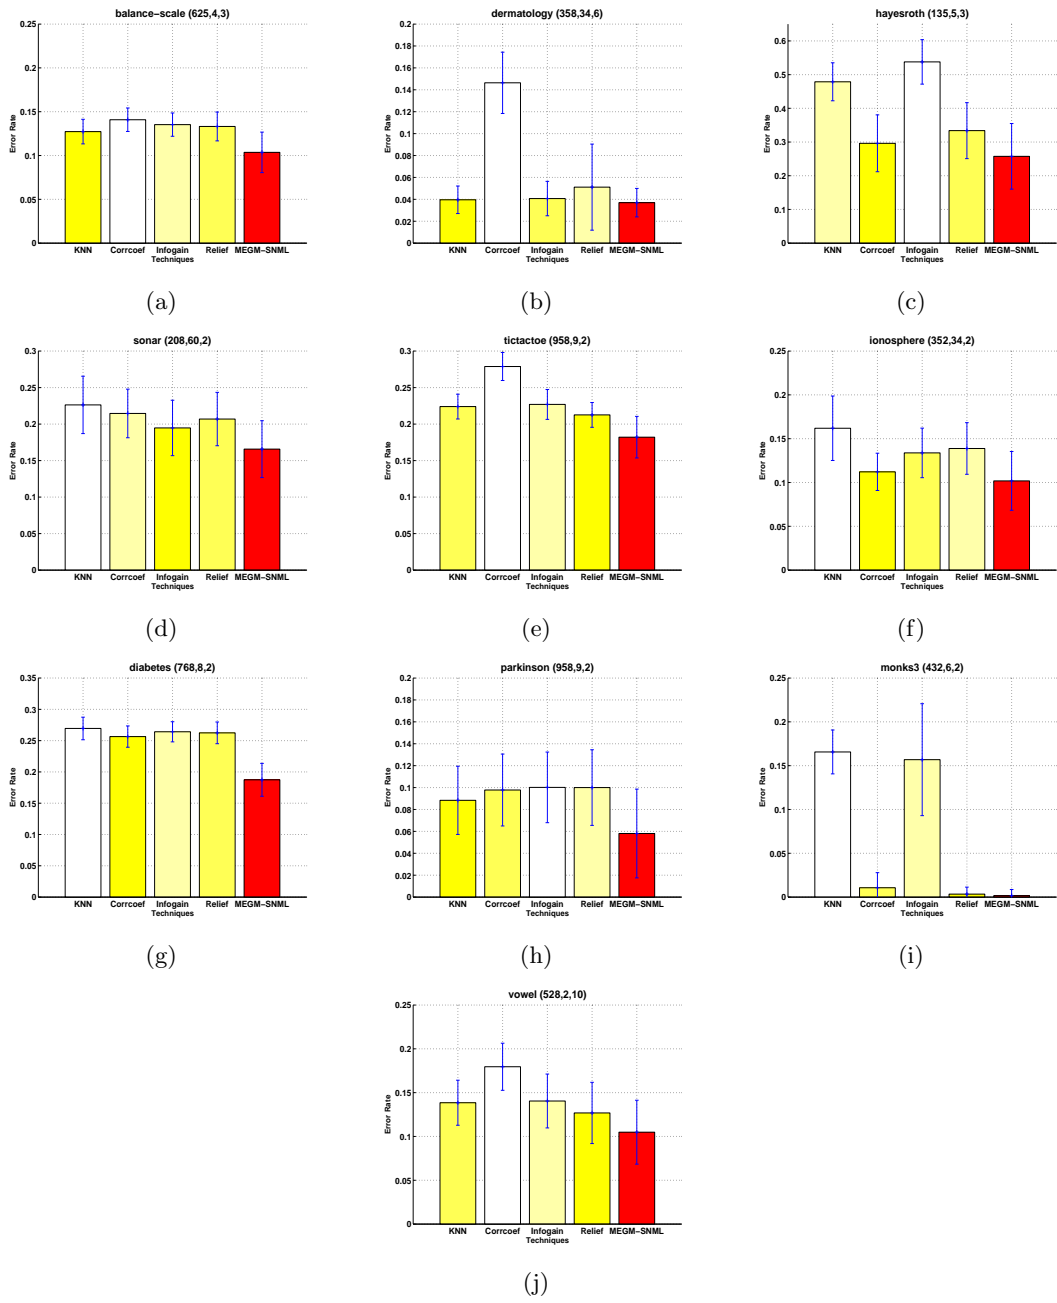 balance−scale (625,4,3)
0.25
0.2
0.15
0.1
0.05
0
Error Rate
KNN Corrcoef Infogain Relief MEGM−SNML
Techniques
(a)
dermatology (358,34,6)
0.2
0.18
0.16
0.14
0.12
0.1
0.08
0.06
0.04
0.02
0
Error Rate
KNN Corrcoef Infogain Relief MEGM−SNML
Techniques
(b)
hayesroth (135,5,3)
0.6
0.5
0.4
0.3
0.2
0.1
0
Error Rate
KNN Corrcoef Infogain Relief MEGM−SNML
Techniques
(c)
sonar (208,60,2)
0.3
0.25
0.2
0.15
0.1
0.05
0
Error Rate
KNN Corrcoef Infogain Relief MEGM−SNML
Techniques
(d)
tictactoe (958,9,2)
0.3
0.25
0.2
0.15
0.1
0.05
0
Error Rate
KNN Corrcoef Infogain Relief MEGM−SNML
Techniques
(e)
ionosphere (352,34,2)
0.25
0.2
0.15
0.1
0.05
0
Error Rate
KNN Corrcoef Infogain Relief MEGM−SNML
Techniques
(f)
diabetes (768,8,2)
0.35
0.3
0.25
0.2
0.15
0.1
0.05
0
Error Rate
KNN Corrcoef Infogain Relief MEGM−SNML
Techniques
(g)
parkinson (958,9,2)
0.2
0.18
0.16
0.14
0.12
0.1
0.08
0.06
0.04
0.02
0
Error Rate
KNN Corrcoef Infogain Relief MEGM−SNML
Techniques
(h)
monks3 (432,6,2)
0.25
0.2
0.15
0.1
0.05
0
Error Rate
KNN Corrcoef Infogain Relief MEGM−SNML
Techniques
(i)
vowel (528,2,10)
0.25
0.2
0.15
0.1
0.05
0
Error Rate
KNN Corrcoef Infogain Relief MEGM−SNML
Techniques
(j)